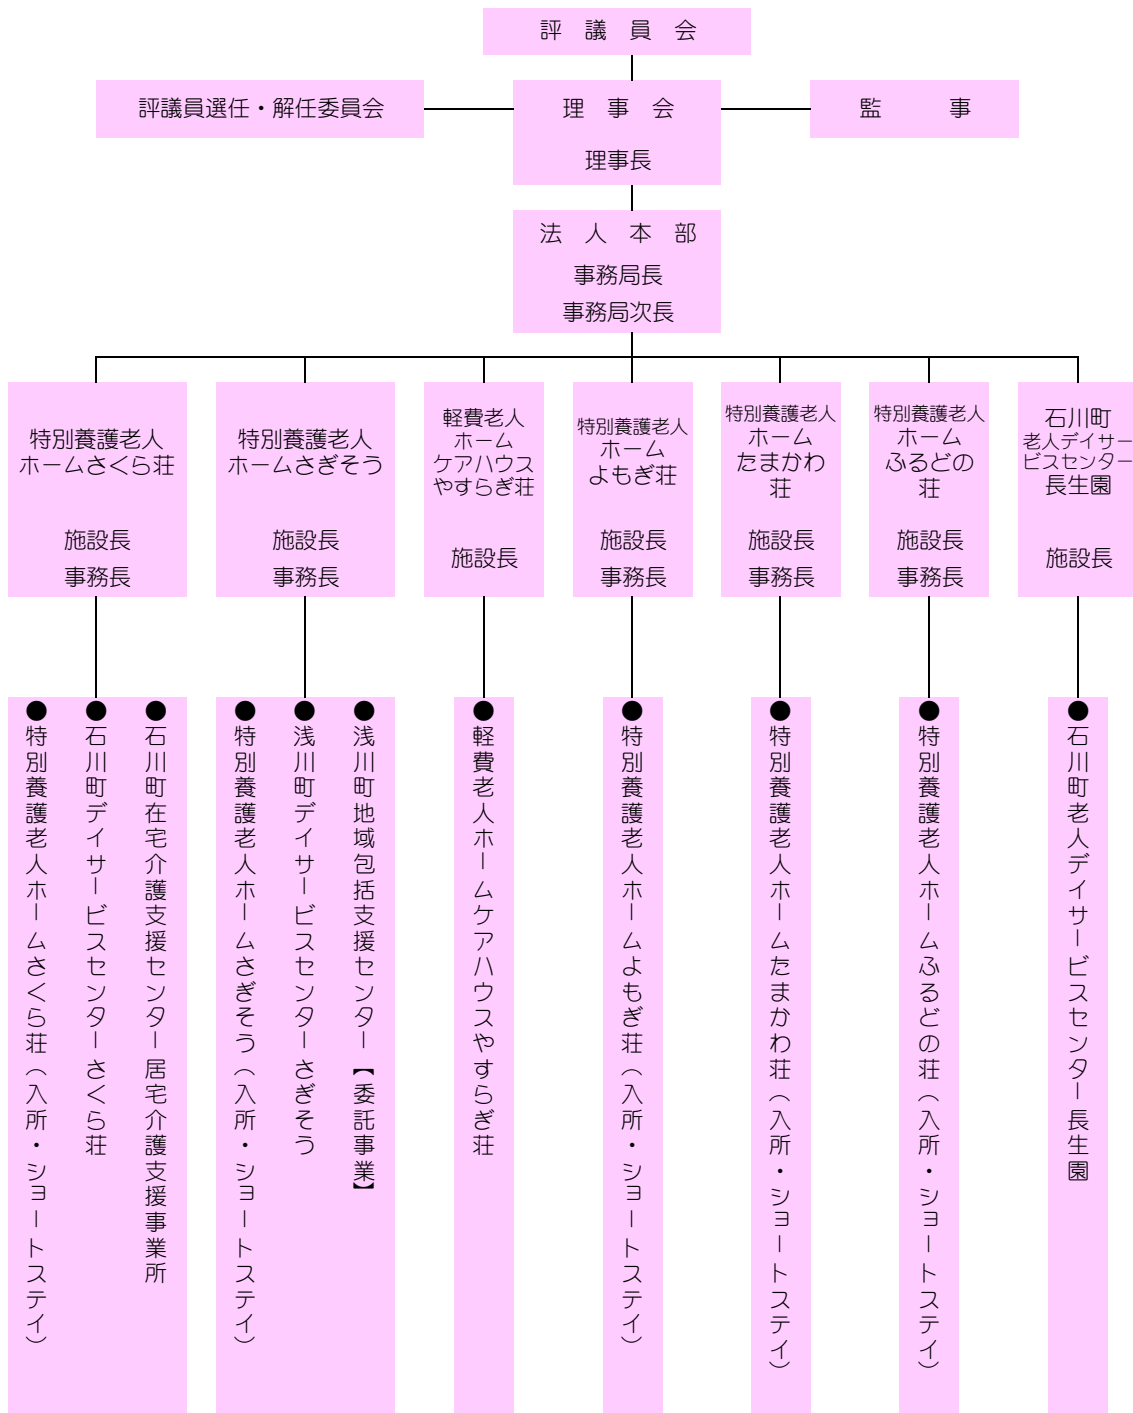 評　議　員　会
評議員選任・解任委員会
理　事　会
理事長
監　　　事
法　人　本　部
事務局長
事務局次長
特別養護老人
ホームさくら荘
施設長
事務長
特別養護老人
ホームさぎそう
施設長
事務長
軽費老人
ホーム
ケアハウス
やすらぎ荘
施設長
特別養護老人
ホーム
よもぎ荘
施設長
事務長
特別養護老人
ホーム
たまかわ
荘
施設長
事務長
特別養護老人
ホーム
ふるどの
荘
施設長
事務長
石川町
老人デイサー
ビスセンター
長生園
施設長
●特別養護老人ホームさくら荘（入所・ショートステイ）
●石川町デイサービスセンターさくら荘
●石川町在宅介護支援センター居宅介護支援事業所
●特別養護老人ホームさぎそう（入所・ショートステイ）
●浅川町デイサービスセンターさぎそう
●浅川町地域包括支援センター【委託事業】
●軽費老人ホームケアハウスやすらぎ荘
●特別養護老人ホームよもぎ荘（入所・ショートステイ）
●特別養護老人ホームたまかわ荘（入所・ショートステイ）
●特別養護老人ホームふるどの荘（入所・ショートステイ）
●石川町老人デイサービスセンター長生園